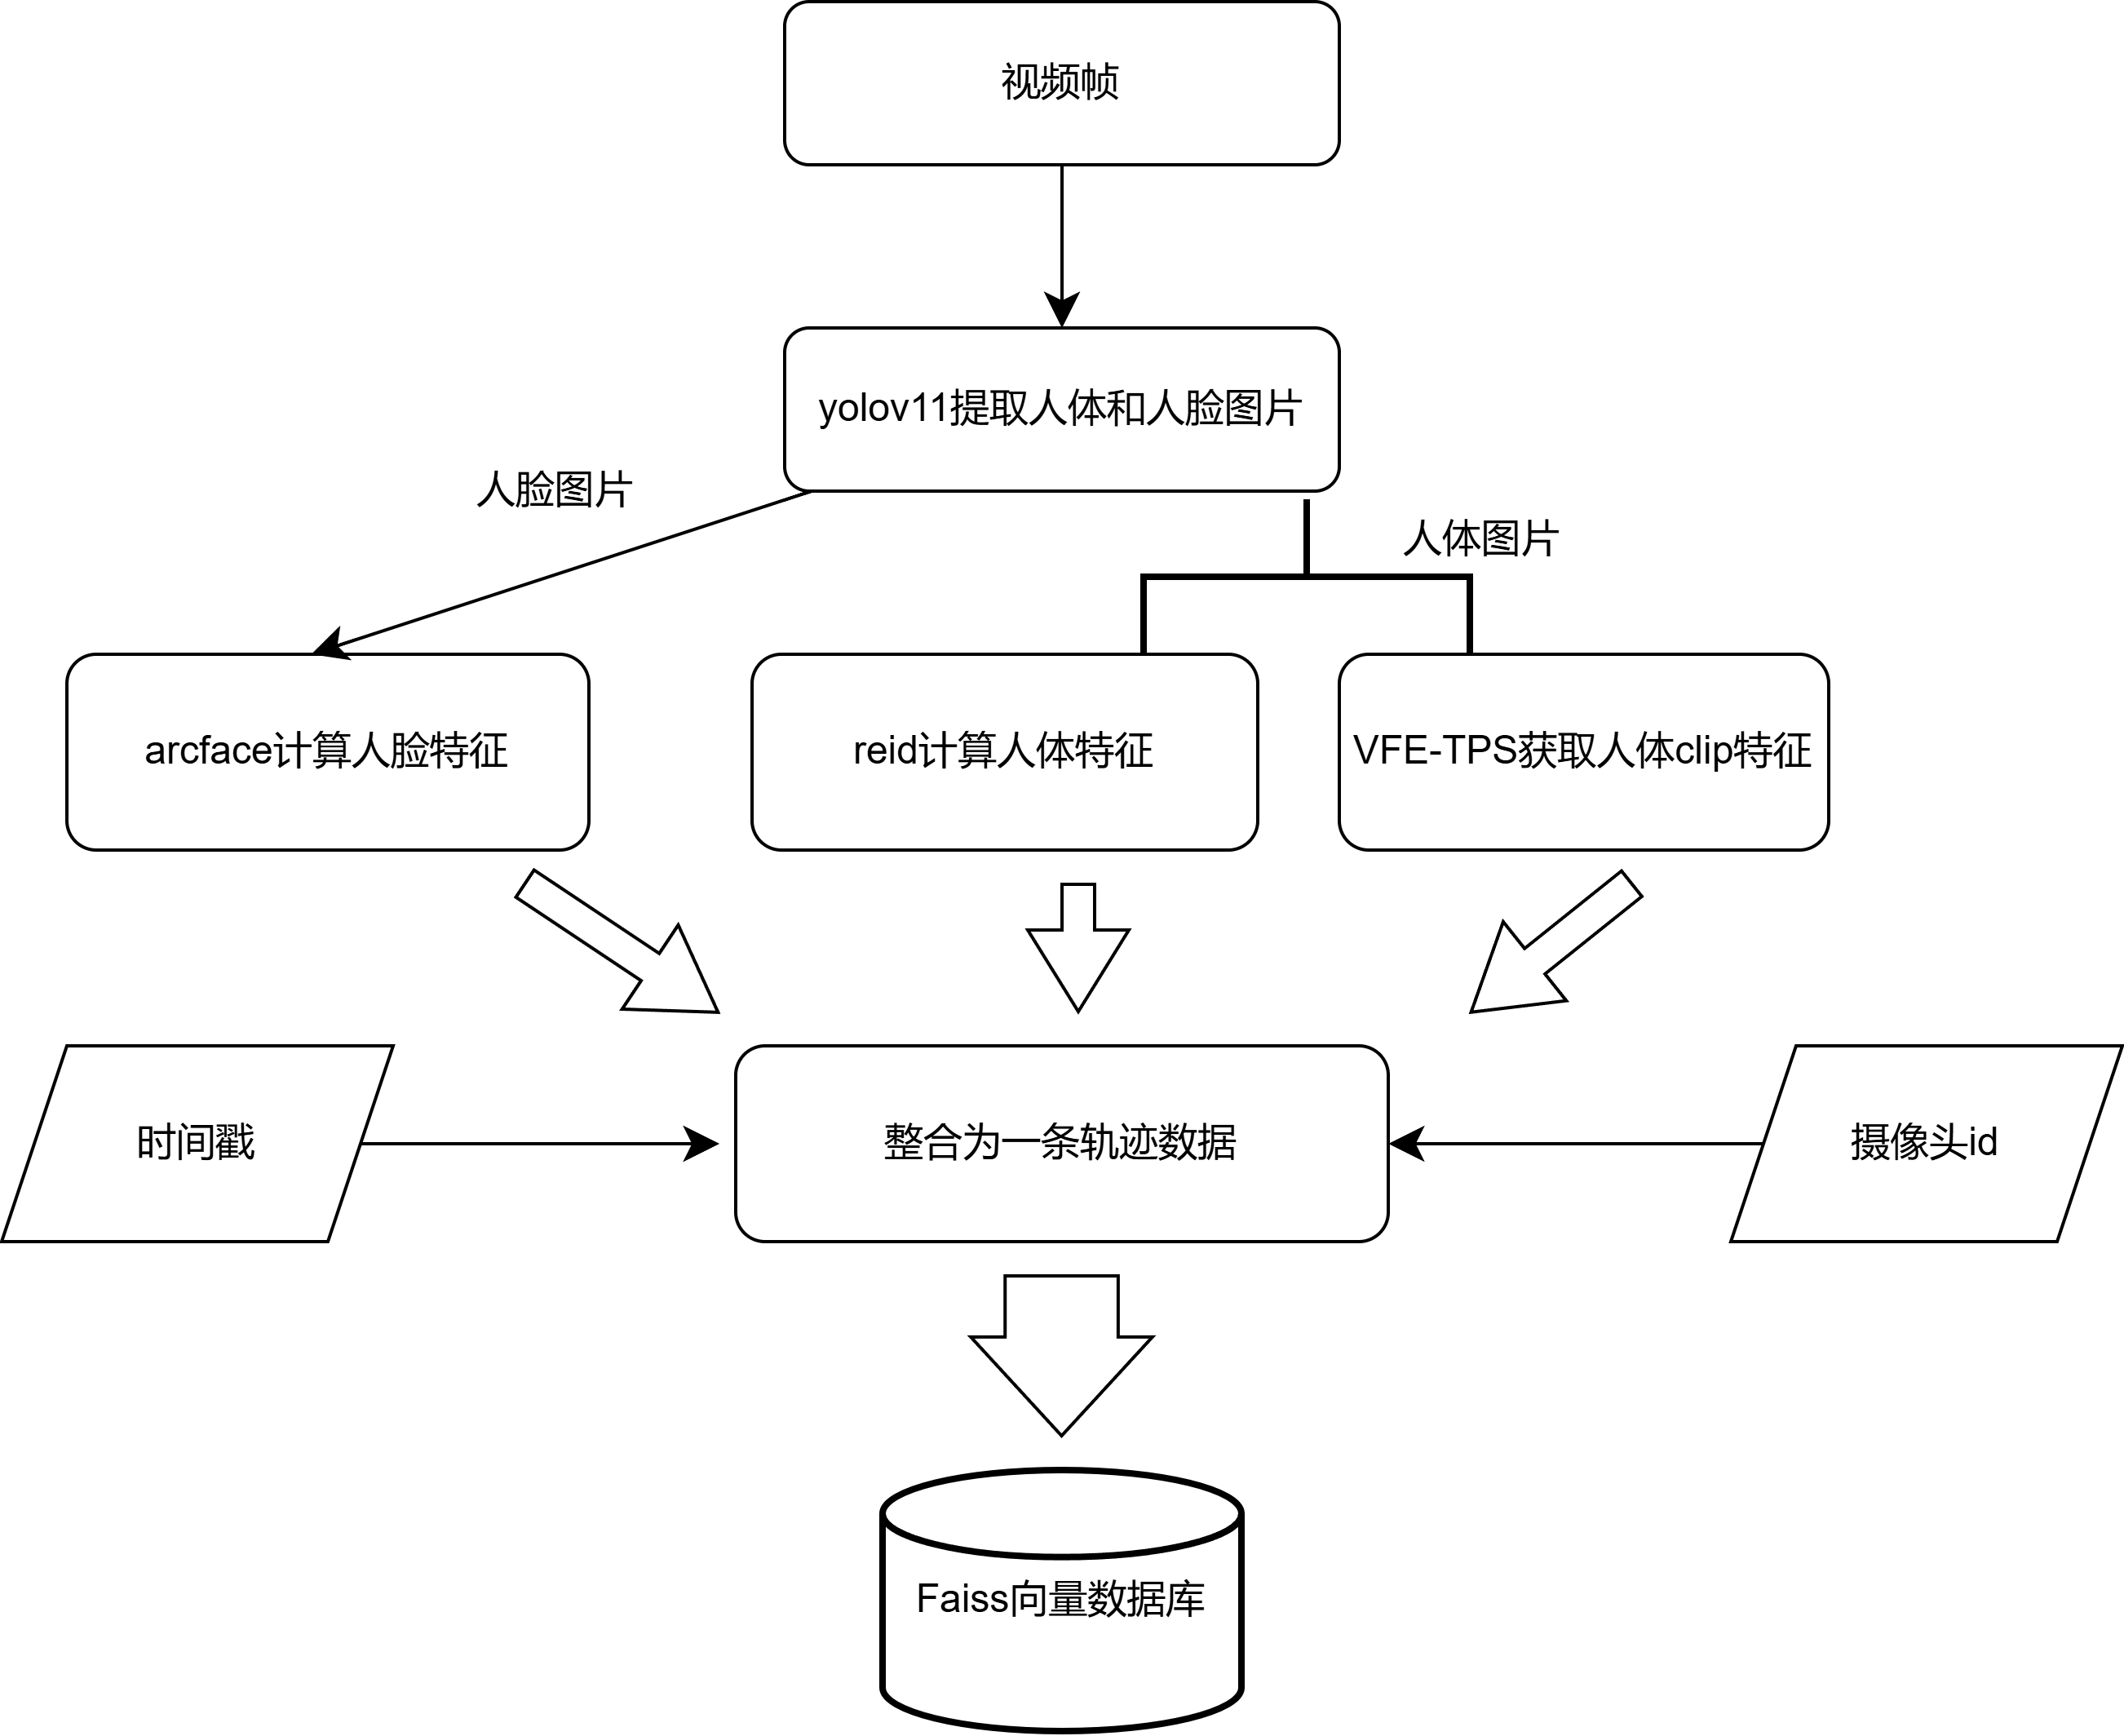 视频帧
yolov11提取人体和人脸图片
人脸图片
人体图片
arcface计算人脸特征
reid计算人体特征
VFE-TPS获取人体clip特征
时间戳
整合为一条轨迹数据
摄像头id
Faiss向量数据库